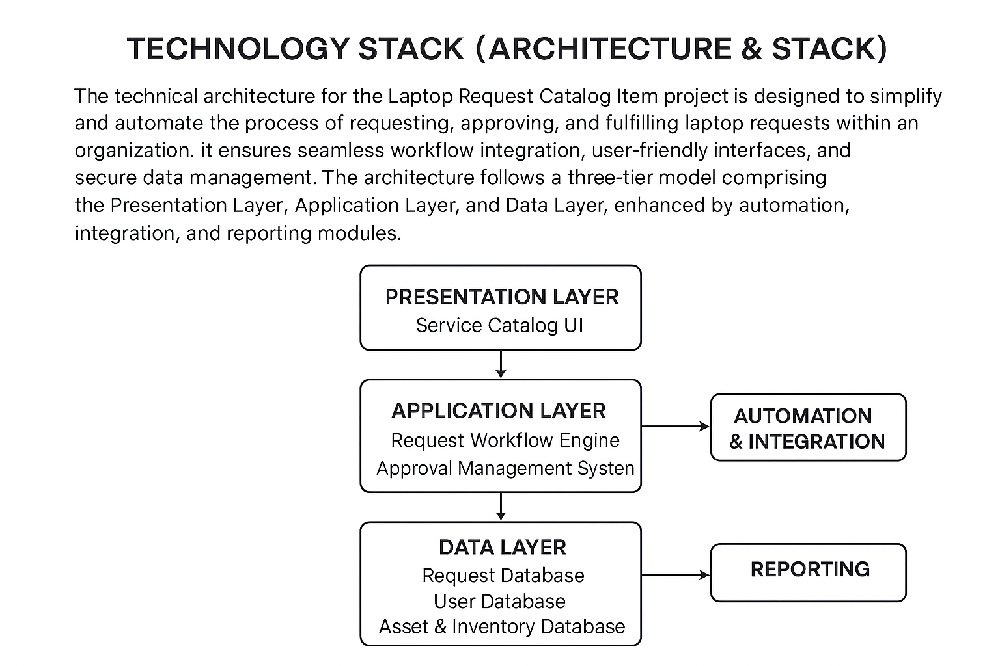 TECHNOLOGY STACK (ARCHITECTURE & STACK)
The technical architecture for the Laptop Request Catalog Item project is designed to simplify
and automate the process of requesting, approving, and fulfilling laptop requests within an
organization. it ensures seamless workflow integration, user-friendly interfaces, and
secure data management. The architecture follows a three-tier model comprising
the Presentation Layer, Application Layer, and Data Layer, enhanced by automation,
integration, and reporting modules.
PRESENTATION LAYER
Service Catalog UI
APPLICATION LAYER
Request Workflow Engine
Approval Management Systen
AUTOMATION
& INTEGRATION
DATA LAYER
Request Database
User Database
Asset & Inventory Database
REPORTING